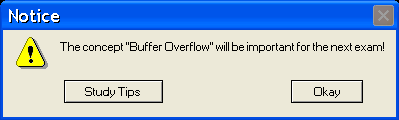 Notice
The concept "Buffer Overflow" will be important for the next exam!
Study Tips
Okay